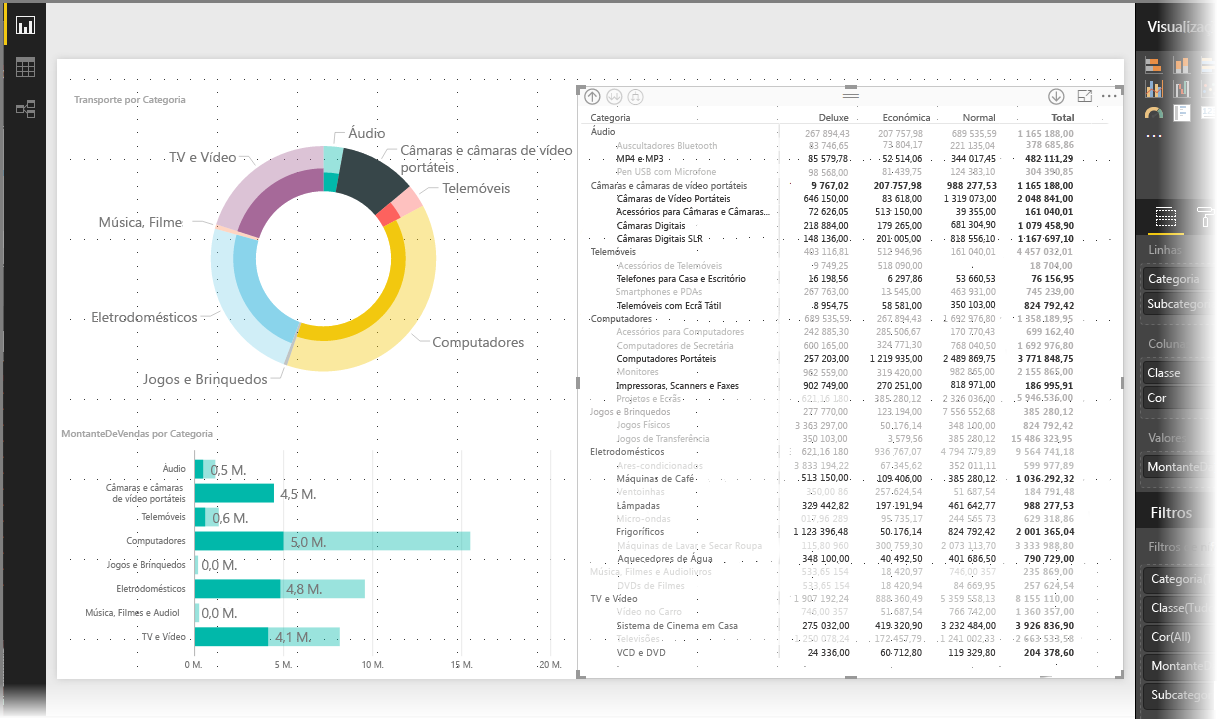 Transporte por Categoria
Áudio
Câmaras e câmaras de vídeo
portáteis
Telemóveis
TV e Vídeo
Música, Filme
Eletrodomésticos
Computadores
Jogos e Brinquedos
MontanteDeVendas por Categoria
Áudio 0,5 M.
Câmaras e câmaras
de vídeo portáteis 4,5 M.
Telemóveis 0,6 M.
Computadores 5,0 M.
Jogos e Brinquedos 0,0 M.
Eletrodomésticos 4,8 M.
Música, Filmes e Audiol 0,0 M.
TV e Vídeo 4,1 M.
0 M. 5 M. 10 M. 15 M. 20 M.
Categoria Deluxe Económica Normal Total
Áudio 267 894,43 207 757,98 689 535,59 1 165 188,00
Auscultadores Bluetooth 83 746,65 73 804,17 221 135,04 378 685,86
MP4 e MP3 85 579,78 52 514,06 344 017,45 482 111,29
Pen USB com Microfone 98 568,00 81 439,75 124 383,10 304 390,85
Câmaras e câmaras de vídeo portáteis 9 767,02 207 757,98 988 277,53 1 165 188,00
Câmaras de Vídeo Portáteis 646 150,00 83 618,00 1 319 073,00 2 048 841,00
Acessórios para Câmaras e Câmaras... 72 626,05 513 150,00 39 355,00 161 040,01
Câmaras Digitais 218 884,00 179 265,00 681 304,90 1 079 458,90
Câmaras Digitais SLR 148 136,00 201 005,00 818 556,10 1 167 697,10
Telemóveis 403 116,81 512 946,96 161 040,01 4 457 032,01
Acessórios de Telemóveis 9 749,25 518 090,00 18 704,00
Telefones para Casa e Escritório 16 198,56 6 297,86 53 660,53 76 156,95
Smartphones e PDAs 267 763,00 13 545,00 463 931,00 745 239,00
Telemóveis com Ecrã Tátil 8 954,75 58 581,00 350 103,00 824 792,42
Computadores 689 535,59 267 894,43 1 692 976,80 1 358 189,95
Acessórios para Computadores 242 885,30 285 506,67 170 770,43 699 162,40
Computadores de Secretária 600 165,00 324 771,30 768 040,50 1 692 976,80
Computadores Portáteis 257 203,00 1 219 935,00 2 489 869,75 3 771 848,75
Monitores 962 559,00 319 420,00 982 865,00 2 155 865,00
Impressoras, Scanners e Faxes 902 749,00 270 251,00 818 971,00 186 995,91
Projetos e Ecrãs 621,16 180 385 280,12 2 326 036,00 5 946 536,00
Jogos e Brinquedos 277 770,00 123 194,00 7 556 552,68 385 280,12
Jogos Físicos 3 363 297,00 50 176,14 348 100,00 824 792,42
Jogos de Transferência 350 103,00 3 579,56 385 280,12 15 486 323,95
Eletrodomésticos 621,16 180 936 767,07 4 794 779,89 9 564 741,18
Ares-condicionados 3 833 194,22 67 345,62 352 011,11 599 977,89
Máquinas de Café 513 150,00 109 406,00 385 280,12 1 036 292,32
Ventoinhas 257 624,54 51 687,54 184 791,48
Lâmpadas 329 442,82 197 191,94 461 642,77 988 277,53
Micro-ondas 017,96 289 95 735,17 244 565 73 629 318,86
Frigoríficos 1 123 396,48 50 176,14 824 792,42 2 001 365,04
Máquinas de Lavar e Secar Roupa 115,80 960 300 759,30 2 073 113,70 3 333 988,80
Aquecedores de Água 348 100,00 40 492,50 401 686,50 790 729,00
Música, Filmes e Audiolivros 533,65 154 18 420,97 746,00 357 235 869,00
DVDs de Filmes 533,65 154 18 420,94 84 669,95 257 624,54
TV e Vídeo 1 907 192,24 888 360,49 5 359 558,13 8 155 110,00
Vídeo no Carro 746,00 357 51 687,54 766 742,00 1 360 357,00
Sistema de Cinema em Casa 275 032,00 419 320,90 3 232 484,00 3 926 836,90
Televisões 1 250 078,24 172 457,79 1 241 002,33 2 663 533,58
VCD e DVD 24 336,00 60 712,80 119 329,80 204 378,60
Visualizaç
Linhas
Categoria
Subcatego
Coluna
Classe
Cor
Valores
MontanteD
Filtros
Filtros
Categoria
Classe(Tud
Cor(All)
MontanteD
Subcatego